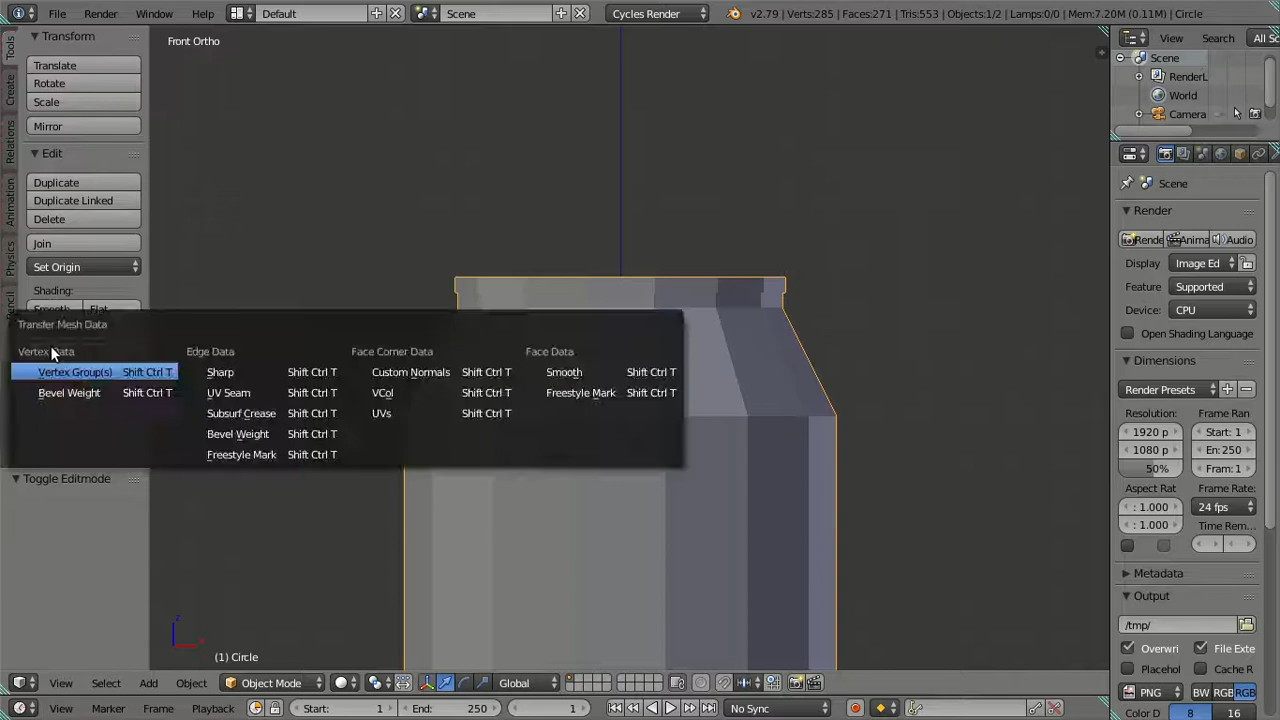 File
Render
Window
Help
Default
Scene
Cycles Render
v2.79 | Verts:285 | Faces:271 | Tris:553 | Objects:1/2 | Lamps:0/0 | Mem:7.20M (0.11M) | Circle
Tools
Create
Relations
Animation
Physics
Transform
Translate
Rotate
Scale
Mirror
Edit
Duplicate
Duplicate Linked
Delete
Join
Set Origin
Shading:
Smooth
Flat
Toggle Editmode
Front Ortho
Transfer Mesh Data
Vertex Data
Vertex Group(s) Shift Ctrl T
Bevel Weight Shift Ctrl T
Edge Data
Sharp Shift Ctrl T
UV Seam Shift Ctrl T
Subsurf Crease Shift Ctrl T
Bevel Weight Shift Ctrl T
Freestyle Mark Shift Ctrl T
Face Corner Data
Custom Normals Shift Ctrl T
VCol Shift Ctrl T
UVs Shift Ctrl T
Face Data
Smooth Shift Ctrl T
Freestyle Mark Shift Ctrl T
z
(1) Circle
View
Select
Add
Object
Object Mode
Global
View
Marker
Frame
Playback
Start: 1
End: 250
1
No Sync
View
Search
All Sc
Scene
RenderL
World
Camera
Scene
Render
Rende
Anima
Audio
Display
Image Ed
Feature
Supported
Device:
CPU
Open Shading Language
Dimensions
Render Presets
Resolution:
1920 p
1080 p
50%
Frame Ran
Start: 1
En: 250
Fram: 1
Aspect Rat
: 1.000
: 1.000
Frame Rate:
24 fps
Time Rem...
Metadata
Output
/tmp/
Overwri
File Exte
Placehol
Cache R
PNG
BW
RGB
RGB
Color D
8
16